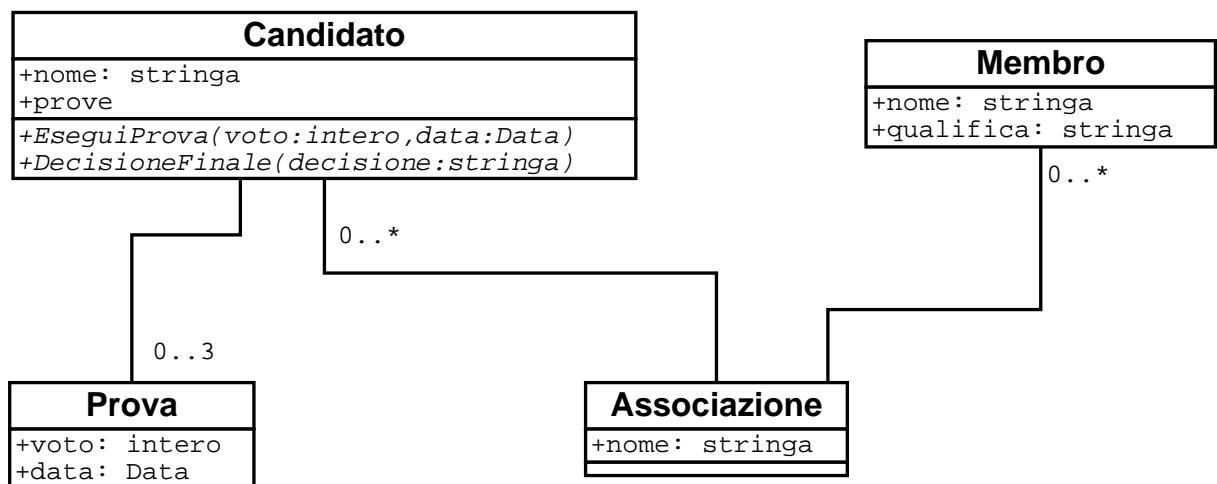 Candidato
+nome: stringa
+prove
+EseguiProva(voto:intero,data:Data)
+DecisioneFinale(decisione:stringa)
Membro
+nome: stringa
+qualifica: stringa
0..*
0..*
0..3
Prova
+voto: intero
+data: Data
Associazione
+nome: stringa